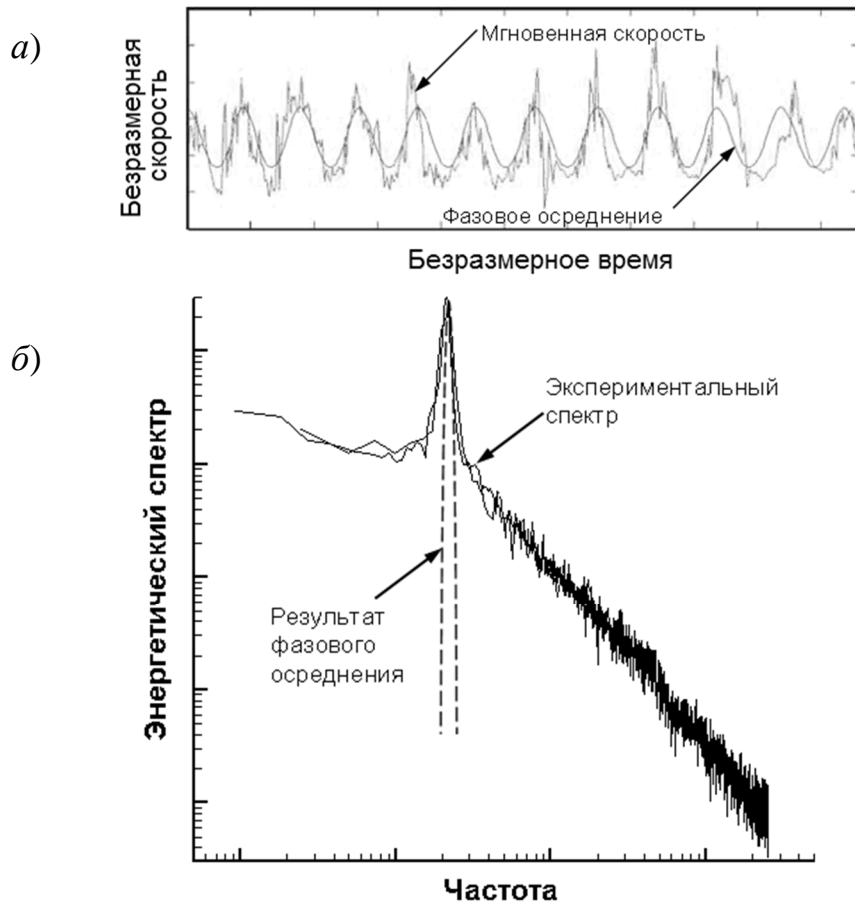 а)
Мгновенная скорость
Безразмерная
скорость
Фазовое осреднение
Безразмерное время
б)
Экспериментальный
спектр
Энергетический спектр
Результат
фазового
осреднения
Частота